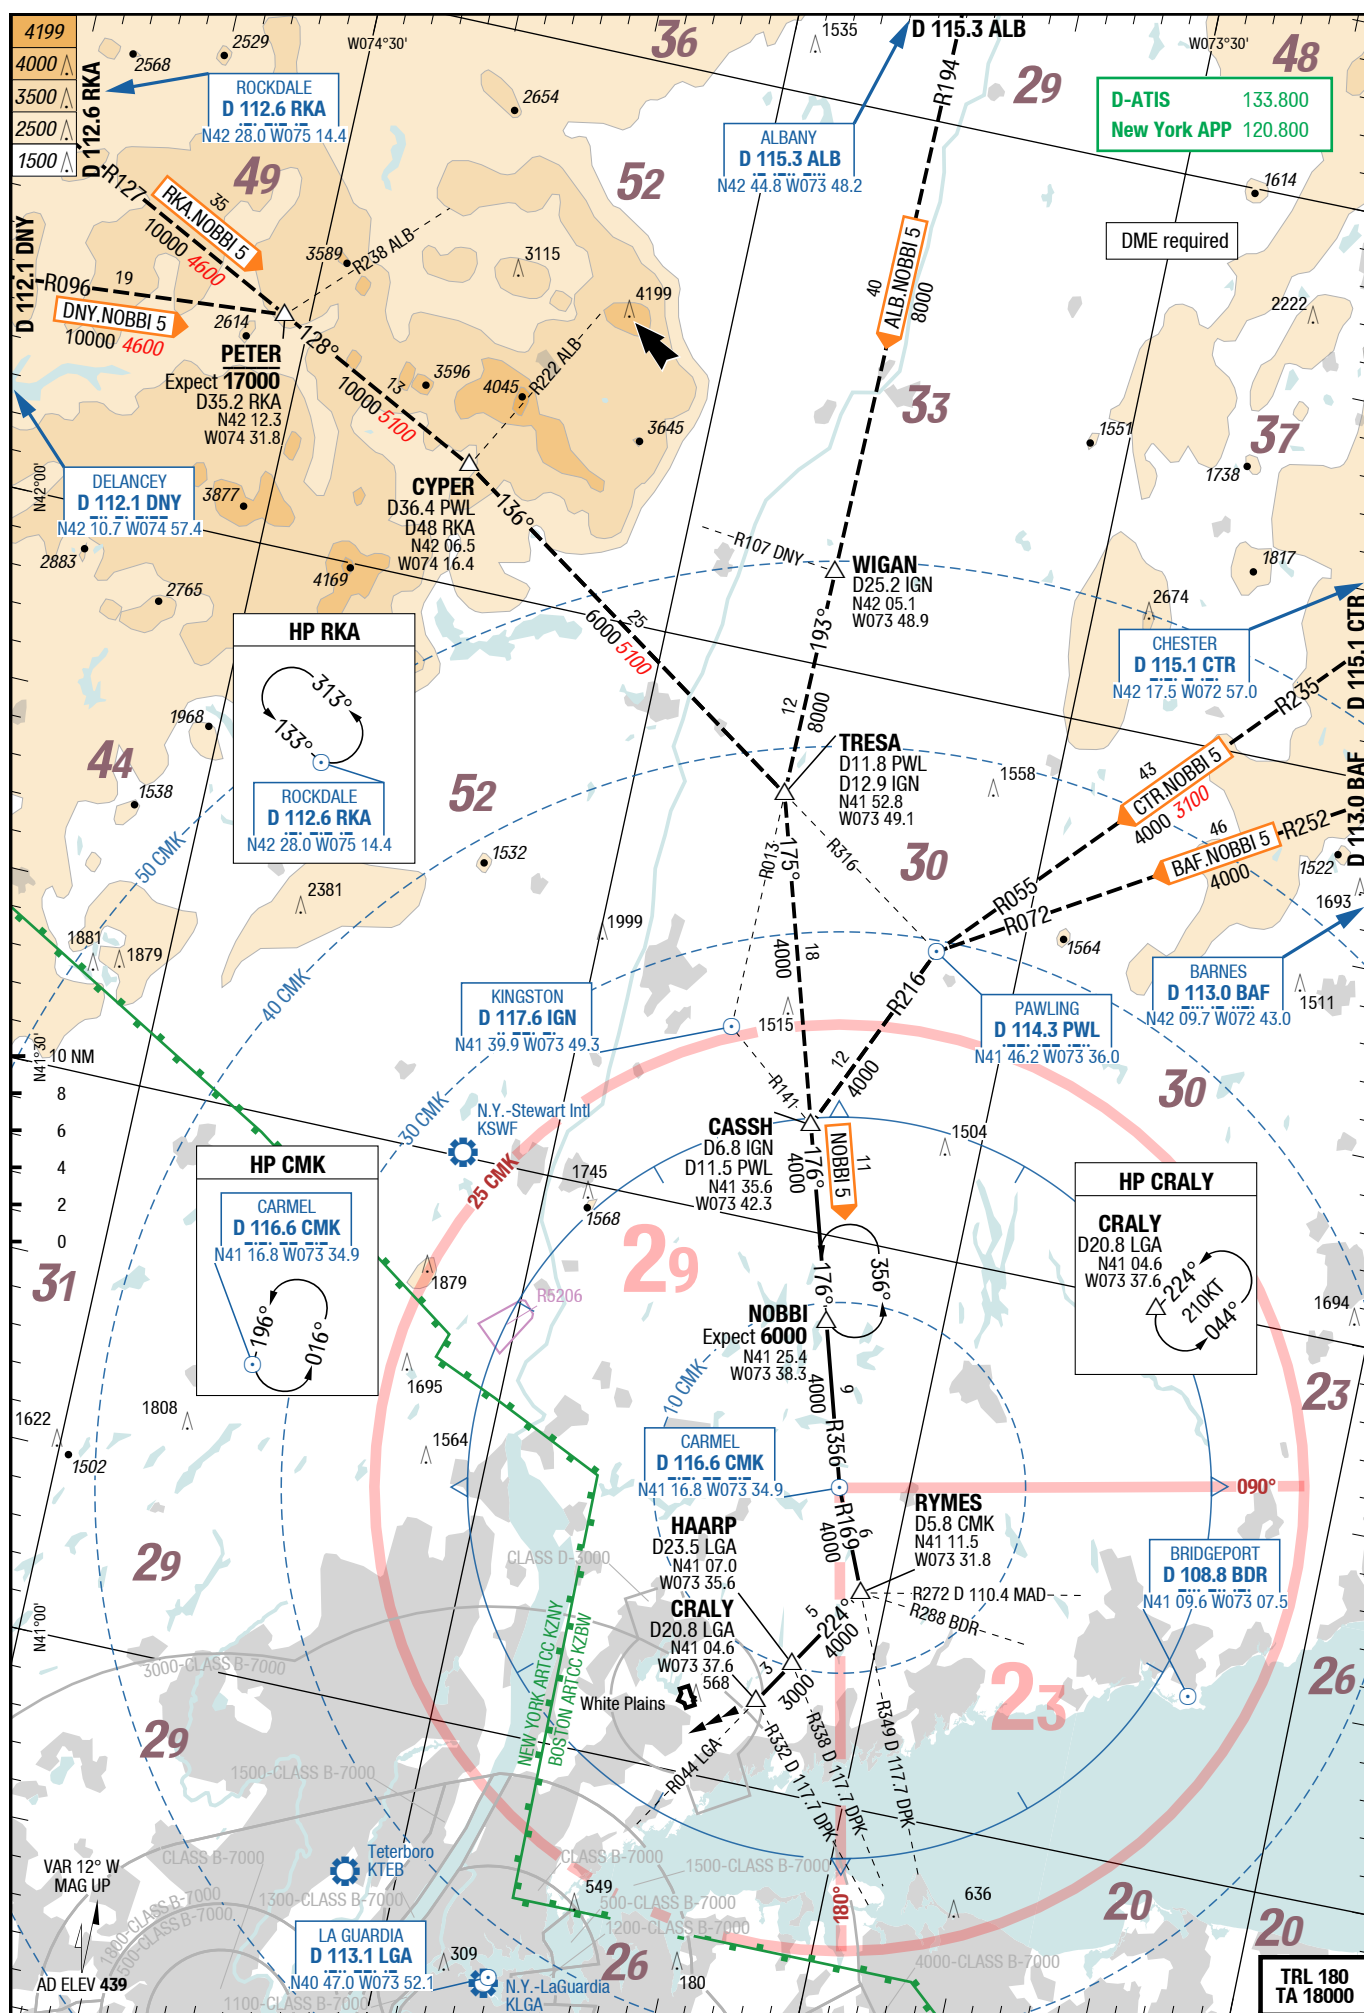 4199
4000
3500
2500
1500
D 112.6 RKA
2568
2529
W074°30'
36
1535
D 115.3 ALB
R194
29
W073°30'
48
ROCKDALE
D 112.6 RKA
N42 28.0 W075 14.4
2654
D-ATIS 133.800
New York APP 120.800
ALBANY
D 115.3 ALB
N42 44.8 W073 48.2
49
52
1614
R127
35
RKA.NOBBI 5
10000 4600
DME required
D 112.1 DNY
R096
19
DNY.NOBBI 5
10000 4600
3589
R238 ALB
3115
4199
40
ALB.NOBBI 5
8000
2222
2614
PETER
Expect 17000
D35.2 RKA
N42 12.3
W074 31.8
128°
13
10000 5100
3596
4045
R222 ALB
3645
33
37
1551
1738
N42°00'
DELANCEY
D 112.1 DNY
N42 10.7 W074 57.4
3877
CYPER
D36.4 PWL
D48 RKA
N42 06.5
W074 16.4
136°
2883
2765
4169
R107 DNY
WIGAN
D25.2 IGN
N42 05.1
W073 48.9
1817
2674
25
6000 5100
193°
12
8000
CHESTER
D 115.1 CTR
N42 17.5 W072 57.0
D 115.1 CTR
R235
HP RKA
313°
133°
ROCKDALE
D 112.6 RKA
N42 28.0 W075 14.4
1968
44
1538
52
TRESA
D11.8 PWL
D12.9 IGN
N41 52.8
W073 49.1
1558
43
CTR.NOBBI 5
4000 3100
D 113.0 BAF
46
BAF.NOBBI 5
4000
R252
1522
1693
50 CMK
1532
R013
175°
R316
30
R055
R072
2381
1881
1879
1999
18
4000
1564
40 CMK
R216
KINGSTON
D 117.6 IGN
N41 39.9 W073 49.3
1515
PAWLING
D 114.3 PWL
N41 46.2 W073 36.0
BARNES
D 113.0 BAF
N42 09.7 W072 43.0
1511
N41°30'
10 NM
8
6
4
2
0
30 CMK
N.Y.-Stewart Intl
KSWF
R141
12
4000
30
CASSH
D6.8 IGN
D11.5 PWL
N41 35.6
W073 42.3
176°
4000
NOBBI 5
11
1504
25 CMK
1745
1568
HP CMK
CARMEL
D 116.6 CMK
N41 16.8 W073 34.9
196°
016°
HP CRALY
CRALY
D20.8 LGA
N41 04.6
W073 37.6
224°
210KT
044°
31
1879
29
R5206
176°
356°
NOBBI
Expect 6000
N41 25.4
W073 38.3
1694
1695
10 CMK
4000
9
R356
23
1622
1502
1808
1564
CARMEL
D 116.6 CMK
N41 16.8 W073 34.9
090°
R169
6
4000
RYMES
D5.8 CMK
N41 11.5
W073 31.8
HAARP
D23.5 LGA
N41 07.0
W073 35.6
29
CLASS D-3000
BRIDGEPORT
D 108.8 BDR
N41 09.6 W073 07.5
R272 D 110.4 MAD
R288 BDR
N41°00'
CRALY
D20.8 LGA
N41 04.6
W073 37.6
5
224°
4000
3
3000
568
White Plains
3000-CLASS B-7000
NEW YORK ARTCC KZNY
BOSTON ARTCC KZBW
23
26
29
R044 LGA
R332 D 117.7 DPK
R338 D 117.7 DPK
R349 D 117.7 DPK
1500-CLASS B-7000
VAR 12° W
MAG UP
CLASS B-7000
Teterboro
KTEB
CLASS B-7000
1500-CLASS B-7000
1300-CLASS B-7000
549
500-CLASS B-7000
1200-CLASS B-7000
180°
636
20
20
1800-CLASS B-7000
500-CLASS B-7000
LA GUARDIA
D 113.1 LGA
N40 47.0 W073 52.1
309
26
180
4000-CLASS B-7000
AD ELEV 439
1100-CLASS B-7000
N.Y.-LaGuardia
KLGA
TRL 180
TA 18000